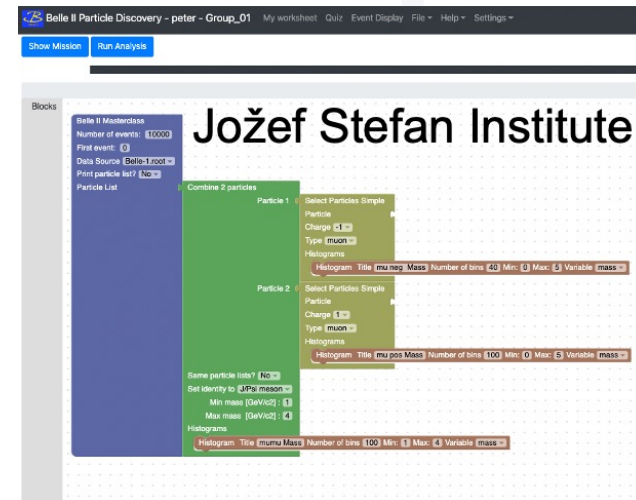 Belle II Particle Discovery - peter - Group_01 My worksheet Quiz Event Display File Help Settings
Show Mission Run Analysis
Blocks
Jožef Stefan Institute
Belle II Masterclass
Number of events: 10000
First event: 0
Data Source Belle-1.root
Print particle list? No
Particle List Combine 2 particles
Particle 1 Select Particles Simple
Particle
Charge -1
Type muon
Histograms
Histogram Title mu neg Mass Number of bins 40 Min: 0 Max: 5 Variable mass
Particle 2 Select Particles Simple
Particle
Charge 1
Type muon
Histograms
Histogram Title mu pos Mass Number of bins 100 Min: 0 Max: 5 Variable mass
Same particle lists? No
Set identity to J/Psi meson
Min mass [GeV/c2] : 1
Max mass [GeV/c2] : 4
Histograms
Histogram Title mumu Mass Number of bins 100 Min: 1 Max: 4 Variable mass